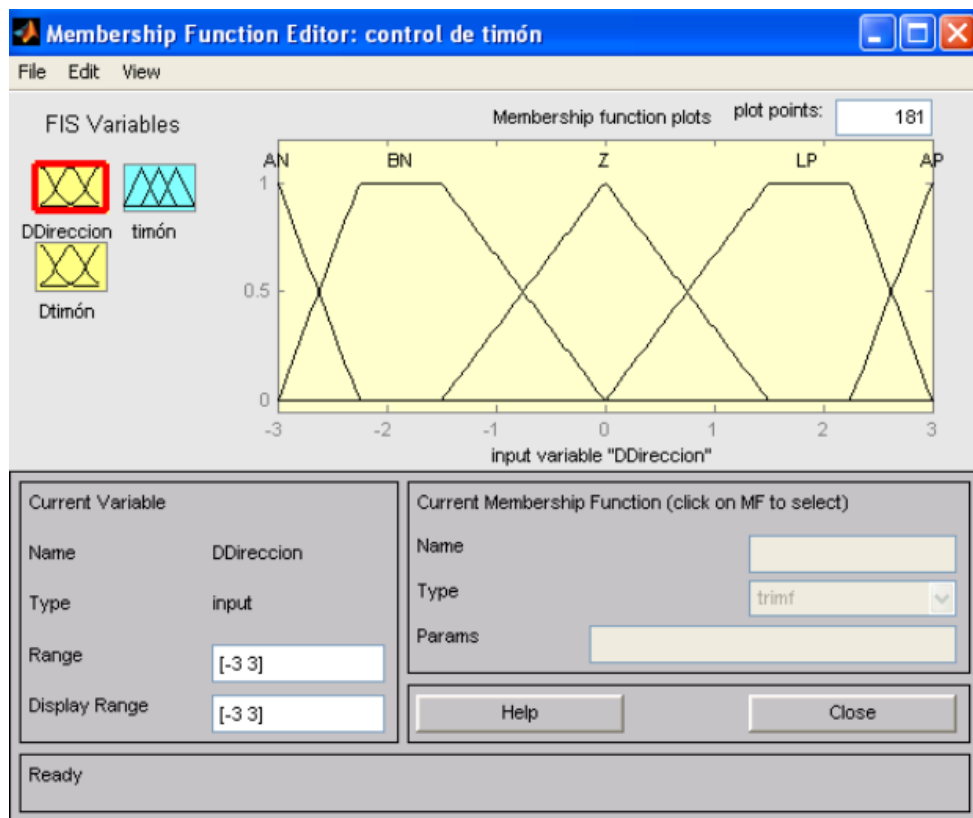 Membership Function Editor: control de timón
File Edit View
FIS Variables
Membership function plots plot points: 181
DDireccion timón
Dtimón
AN BN Z LP AP
1
0.5
0
-3 -2 -1 0 1 2 3
input variable "DDireccion"
Current Variable
Name DDireccion
Type input
Range [-3 3]
Display Range [-3 3]
Current Membership Function (click on MF to select)
Name
Type trimf
Params
Help Close
Ready